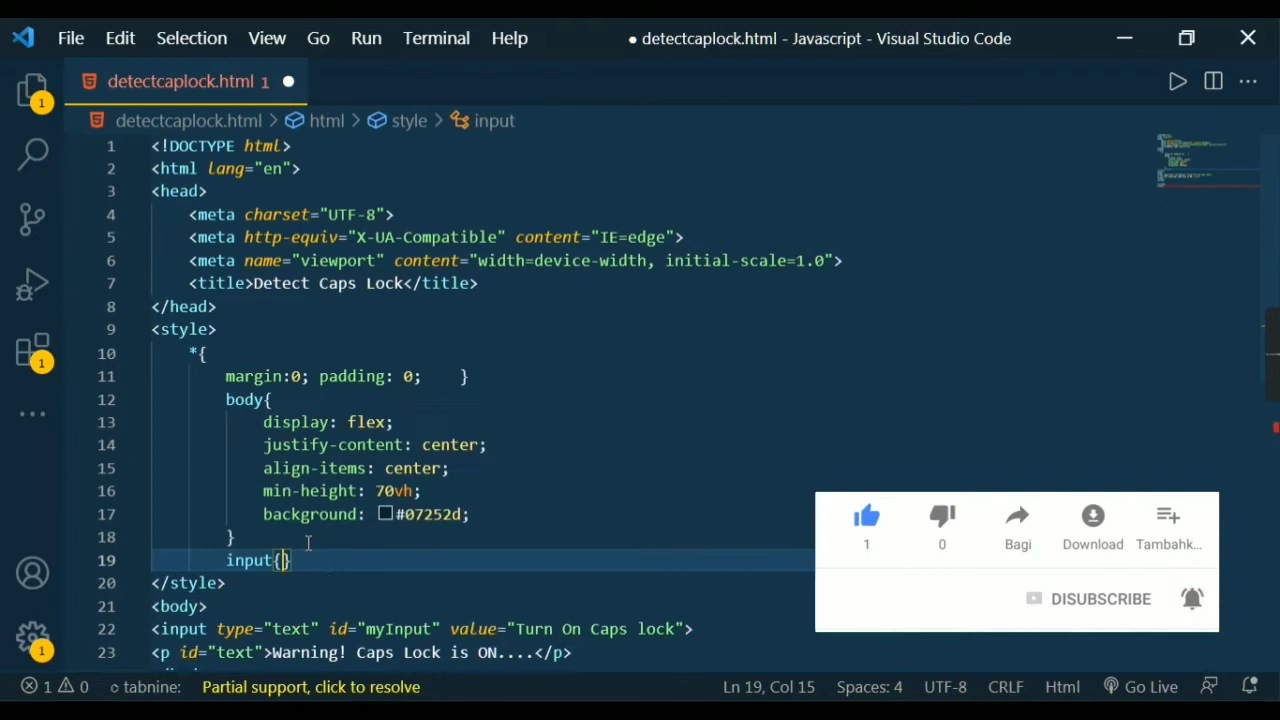 File Edit Selection View Go Run Terminal Help ● detectcaplock.html - Javascript - Visual Studio Code
detectcaplock.html 1
detectcaplock.html > html > style > input
1 <!DOCTYPE html>
2 <html lang="en">
3 <head>
4 <meta charset="UTF-8">
5 <meta http-equiv="X-UA-Compatible" content="IE=edge">
6 <meta name="viewport" content="width=device-width, initial-scale=1.0">
7 <title>Detect Caps Lock</title>
8 </head>
9 <style>
10 *{
11 margin:0; padding: 0; }
12 body{
13 display: flex;
14 justify-content: center;
15 align-items: center;
16 min-height: 70vh;
17 background: #07252d;
18 }
19 input{}
20 </style>
21 <body>
22 <input type="text" id="myInput" value="Turn On Caps lock">
23 <p id="text">Warning! Caps Lock is ON....</p>
1
1
1
1 0 Bagi Download Tambahk...
DISUBSCRIBE
1 0 tabnine: Partial support, click to resolve Ln 19, Col 15 Spaces: 4 UTF-8 CRLF Html Go Live